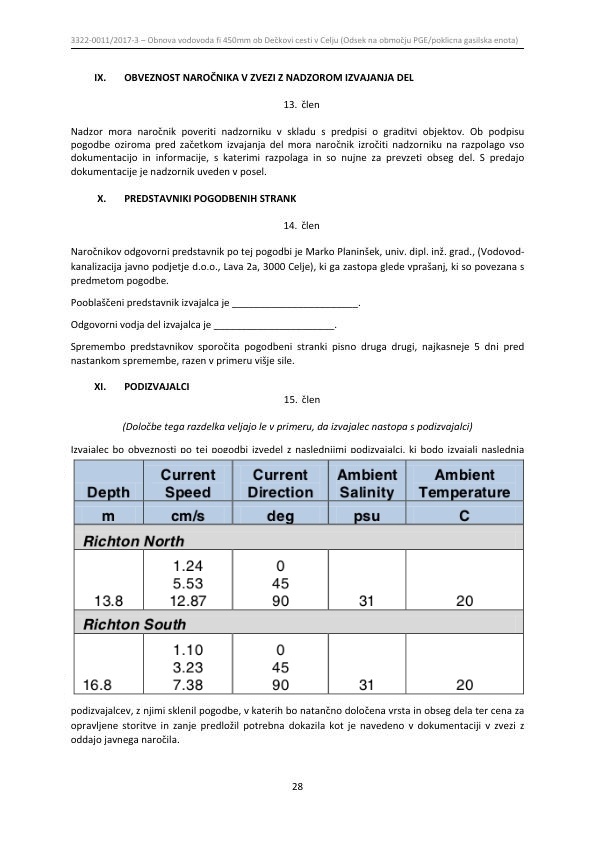 3322-0011/2017-3 – Obnova vodovoda fi 450mm ob Dečkovi cesti v Celju (Odsek na območju PGE/poklicna gasilska enota)
IX. OBVEZNOST NAROČNIKA V ZVEZI Z NADZOROM IZVAJANJA DEL
13. člen
Nadzor mora naročnik poveriti nadzorniku v skladu s predpisi o graditvi objektov. Ob podpisu
pogodbe oziroma pred začetkom izvajanja del mora naročnik izročiti nadzorniku na razpolago vso
dokumentacijo in informacije, s katerimi razpolaga in so nujne za prevzeti obseg del. S predajo
dokumentacije je nadzornik uveden v posel.
X. PREDSTAVNIKI POGODBENIH STRANK
14. člen
Naročnikov odgovorni predstavnik po tej pogodbi je Marko Planinšek, univ. dipl. inž. grad., (Vodovod-
kanalizacija javno podjetje d.o.o., Lava 2a, 3000 Celje), ki ga zastopa glede vprašanj, ki so povezana s
predmetom pogodbe.
Pooblaščeni predstavnik izvajalca je _______________________.
Odgovorni vodja del izvajalca je ______________________.
Spremembo predstavnikov sporočita pogodbeni stranki pisno druga drugi, najkasneje 5 dni pred
nastankom spremembe, razen v primeru višje sile.
XI. PODIZVAJALCI
15. člen
(Določbe tega razdelka veljajo le v primeru, da izvajalec nastopa s podizvajalci)
Izvajalec bo obveznosti po tej pogodbi izvedel z naslednjimi podizvajalci, ki bodo izvajali naslednja
Depth Current Speed Current Direction Ambient Salinity Ambient Temperature
m cm/s deg psu C
Richton North
1.24 0
5.53 45
13.8 12.87 90 31 20
Richton South
1.10 0
3.23 45
16.8 7.38 90 31 20
podizvajalcev, z njimi sklenil pogodbe, v katerih bo natančno določena vrsta in obseg dela ter cena za
opravljene storitve in zanje predložil potrebna dokazila kot je navedeno v dokumentaciji v zvezi z
oddajo javnega naročila.
28